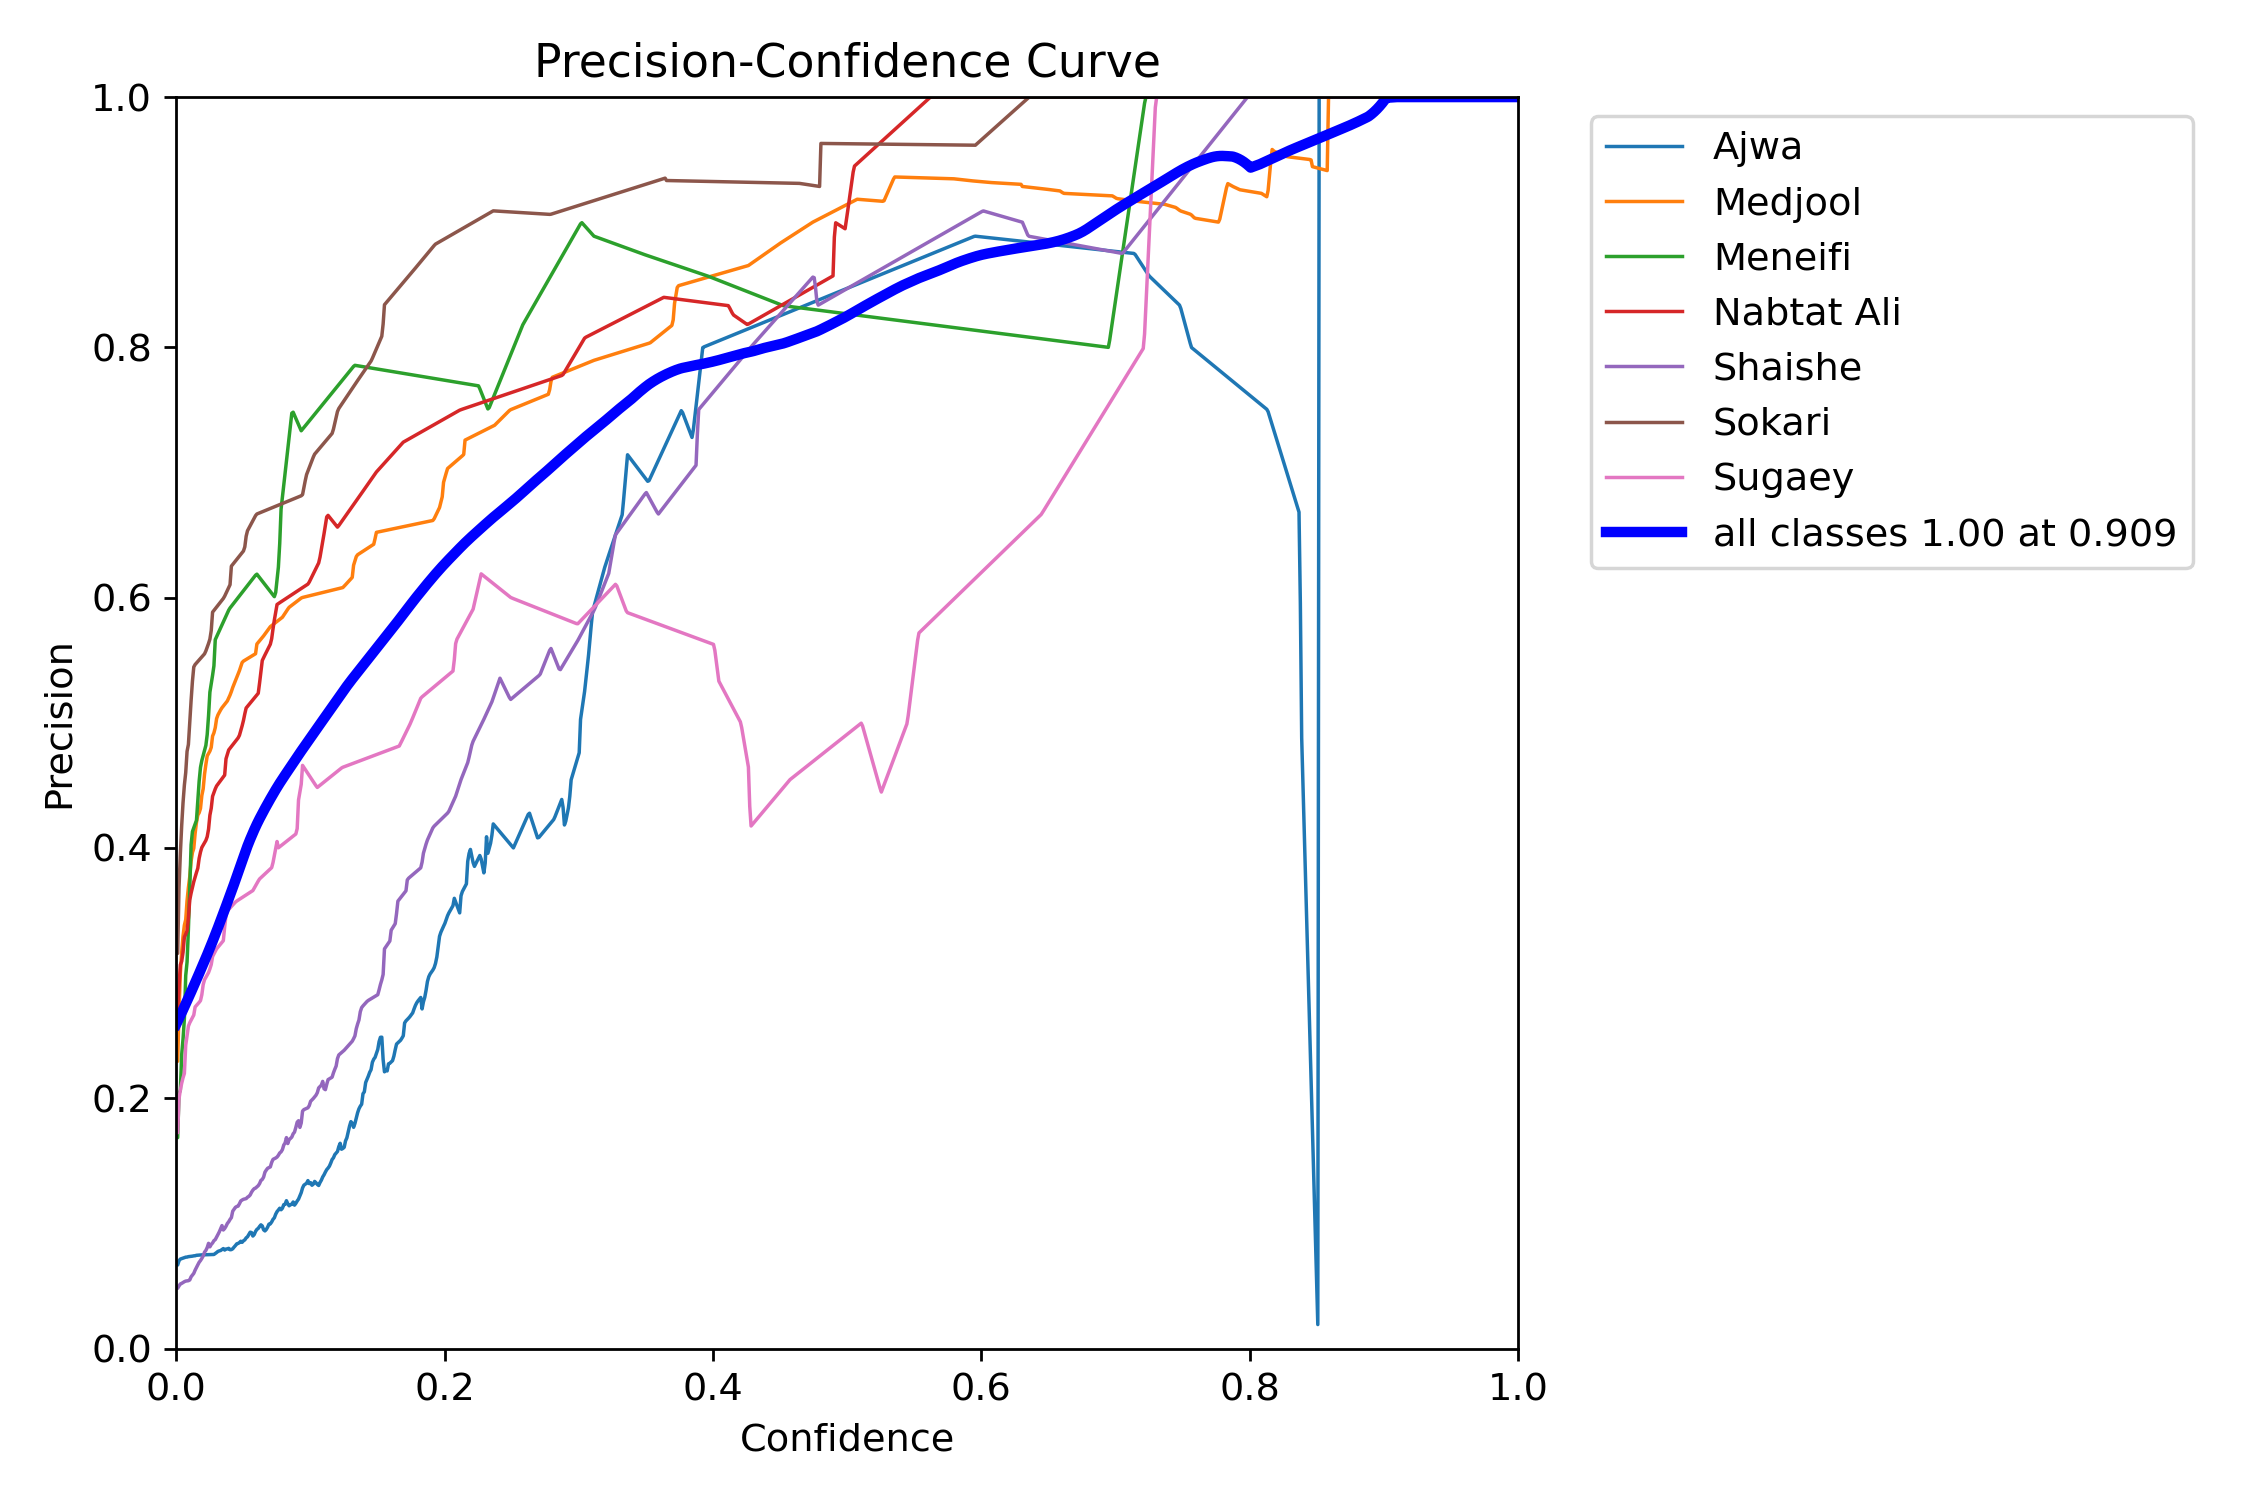 Precision-Confidence Curve
1.0
0.8
0.6
0.4
0.2
0.0
Precision
0.0 0.2 0.4 0.6 0.8 1.0
Confidence
Ajwa
Medjool
Meneifi
Nabtat Ali
Shaishe
Sokari
Sugaey
all classes 1.00 at 0.909